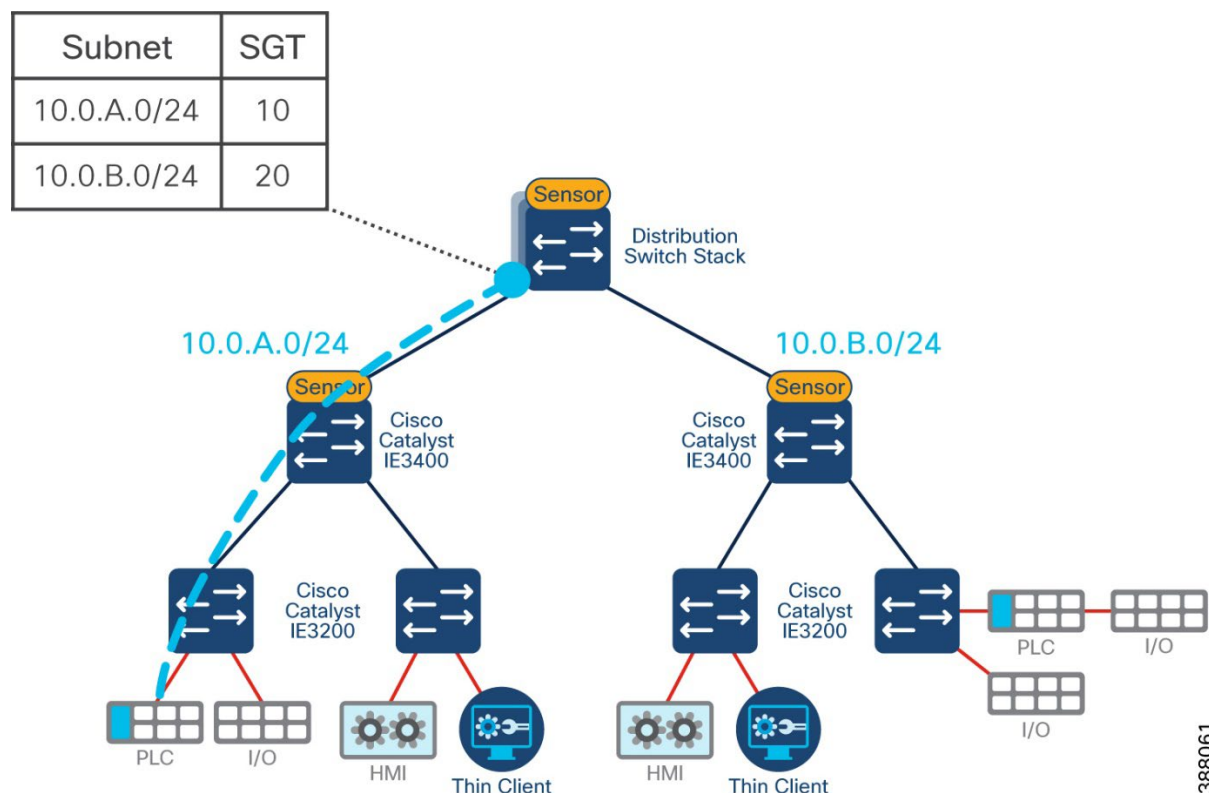 Subnet SGT
10.0.A.0/24 10
10.0.B.0/24 20
Sensor
Distribution
Switch Stack
10.0.A.0/24
10.0.B.0/24
Sensor
Cisco
Catalyst
IE3400
Sensor
Cisco
Catalyst
IE3400
Cisco
Catalyst
IE3200
Cisco
Catalyst
IE3200
PLC
I/O
I/O
PLC
I/O
HMI
Thin Client
HMI
Thin Client
388061